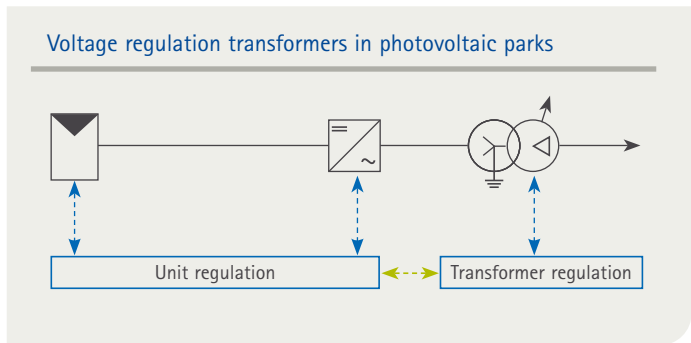 Voltage regulation transformers in photovoltaic parks
Unit regulation
Transformer regulation